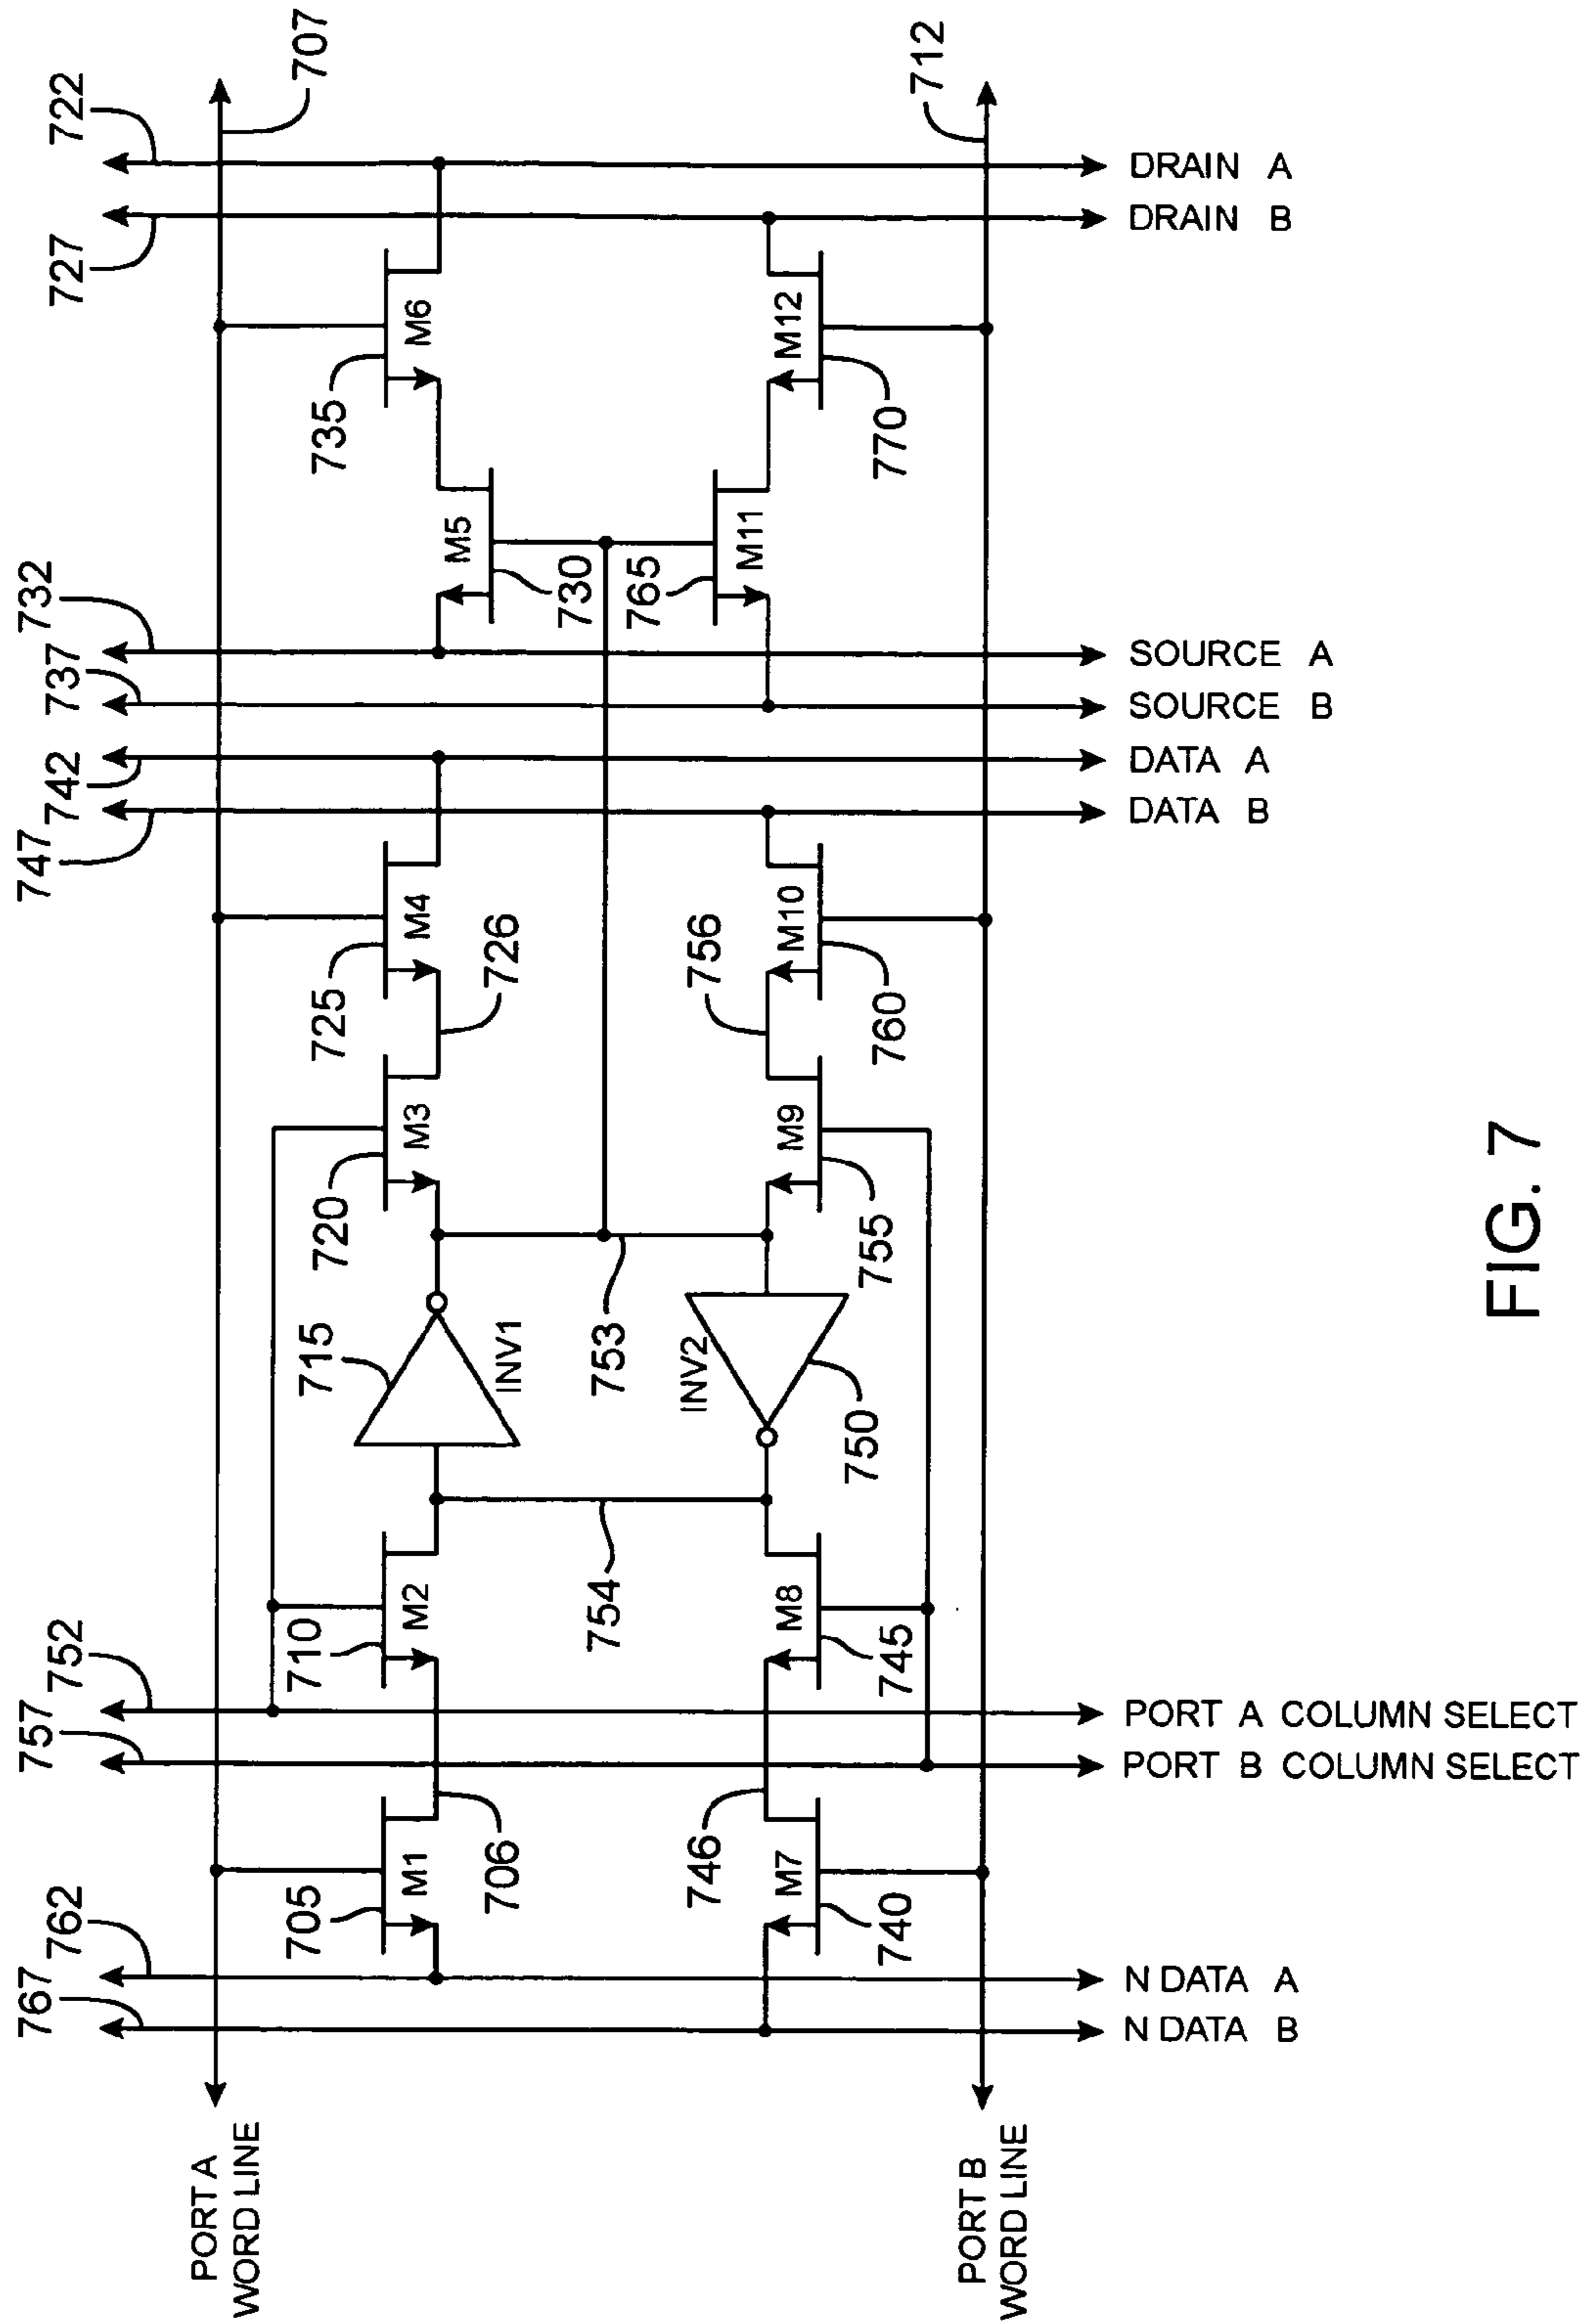 767
762
757
752
747
742
737
732
727
722
PORT A
WORD LINE
707
705
M1
706
710
M2
715
INV1
720
M3
726
725
M4
730
M5
735
M6
754
753
746
740
M7
745
M8
INV2
750
755
M9
756
760
M10
765
M11
770
M12
PORT B
WORD LINE
712
N DATA B
N DATA A
PORT B COLUMN SELECT
PORT A COLUMN SELECT
DATA B
DATA A
SOURCE B
SOURCE A
DRAIN B
DRAIN A
FIG. 7